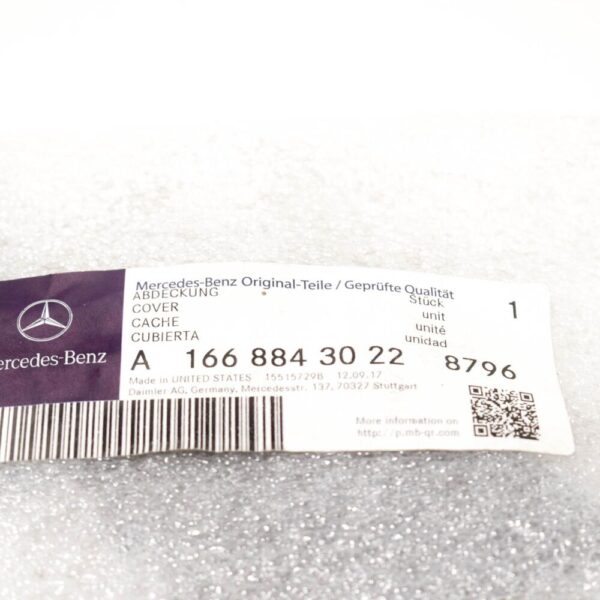 Mercedes-Benz Original-Teile / Geprüfte Qualität
ABDECKUNG Stück 1
COVER unit
CACHE unité
CUBIERTA unidad
A 166 884 30 22 8796
Made in UNITED STATES 15515729B 12.09.17
Daimler AG, Germany, Mercedesstr. 137, 70327 Stuttgart
More information on
http://p.mb-qr.com
ercedes-Benz